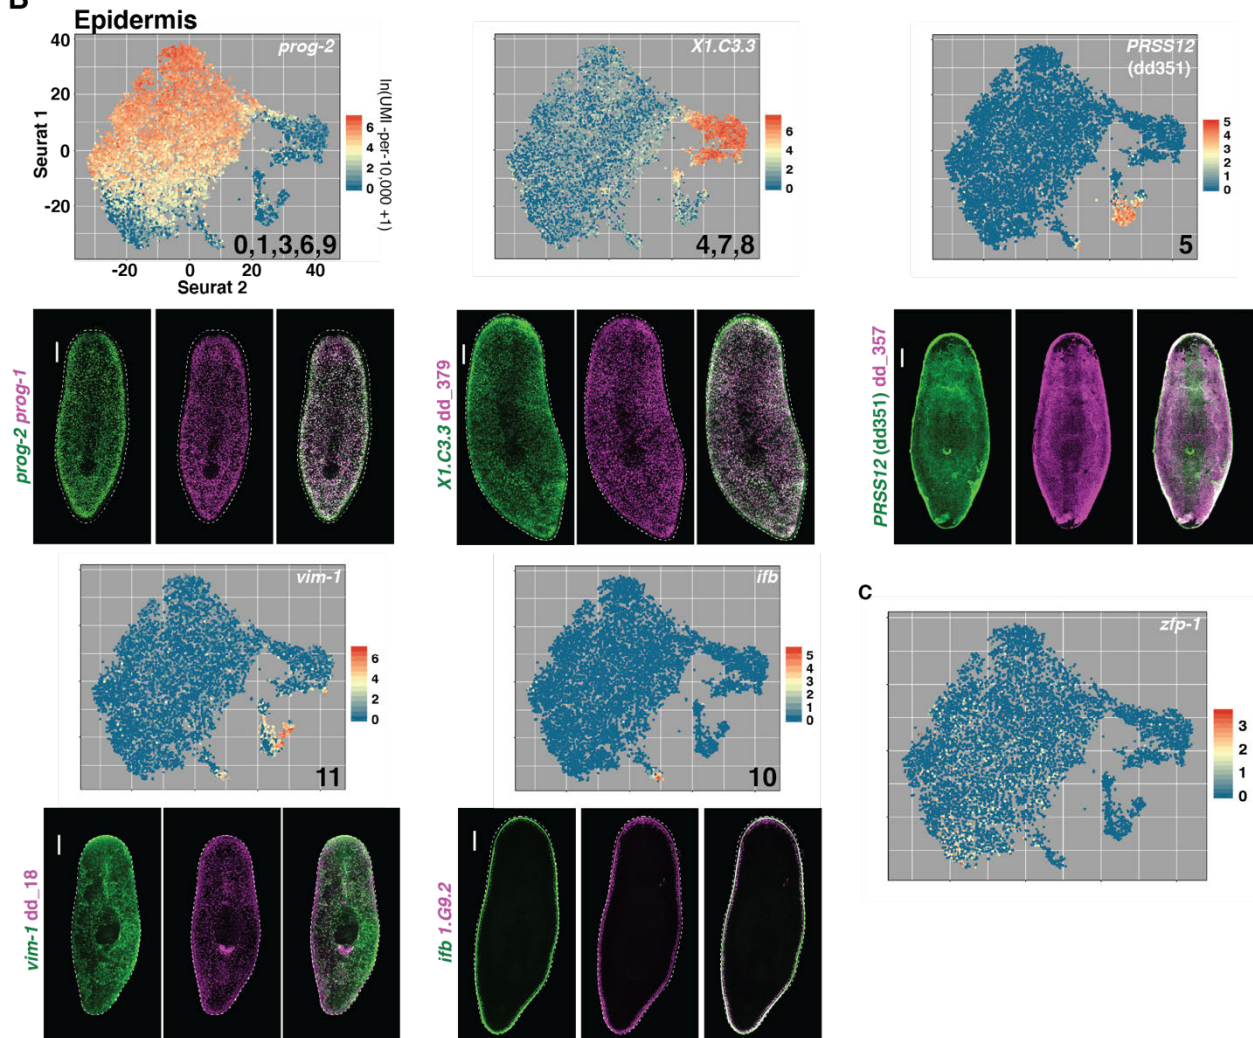 B
Epidermis
prog-2
40
20
0
-20
Seurat 1
-20 0 20 40
Seurat 2
0,1,3,6,9
6
4
2
0
ln(UMI -per-10,000 +1)
X1.C3.3
6
4
2
0
4,7,8
PRSS12
(dd351)
5
4
3
2
1
0
5
prog-2 prog-1
X1.C3.3 dd_379
PRSS12 (dd351) dd_357
vim-1
6
4
2
0
11
ifb
5
4
3
2
1
0
10
C
zfp-1
3
2
1
0
vim-1 dd_18
ifb 1.G9.2